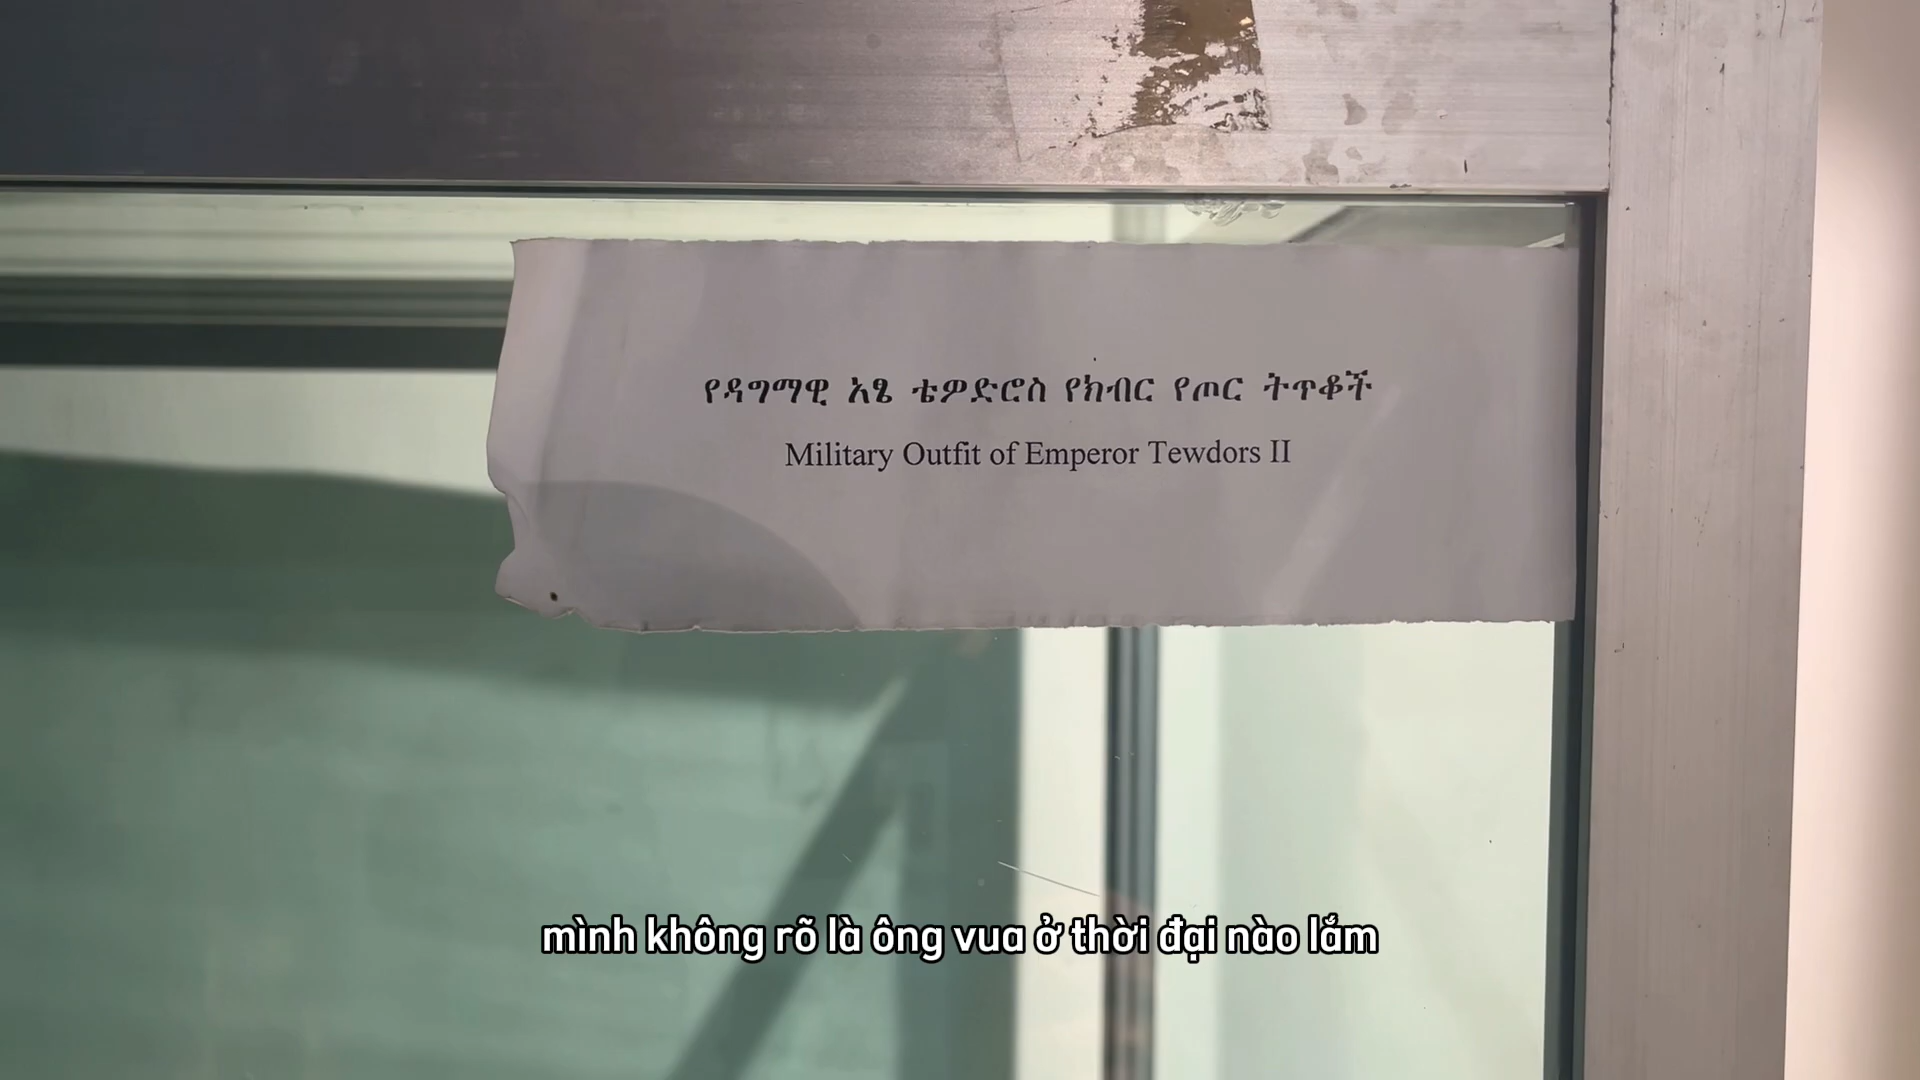 የዳግማዊ አፄ ቴዎድሮስ የክብር የጦር ትጥቆች
Military Outfit of Emperor Tewdors II
mình không rõ là ông vua ở thời đại nào lắm